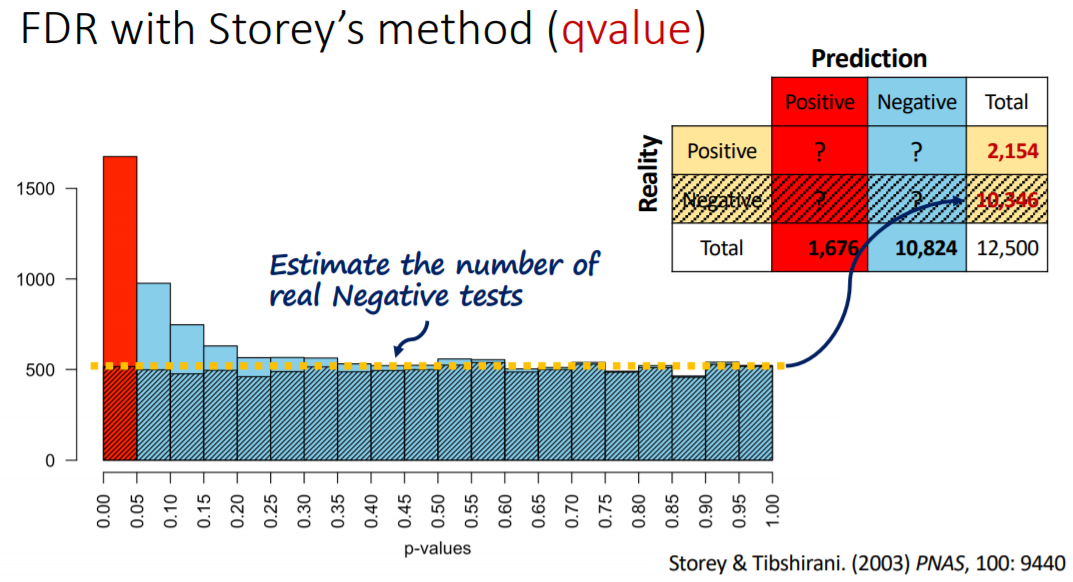 FDR with Storey's method (qvalue)
Prediction
Positive Negative Total
Reality
Positive ? ? 2,154
Negative ? ? 10,346
Total 1,676 10,824 12,500
Estimate the number of
real Negative tests
1500
1000
500
0
0.00 0.05 0.10 0.15 0.20 0.25 0.30 0.35 0.40 0.45 0.50 0.55 0.60 0.65 0.70 0.75 0.80 0.85 0.90 0.95 1.00
p-values
Storey & Tibshirani. (2003) PNAS, 100: 9440